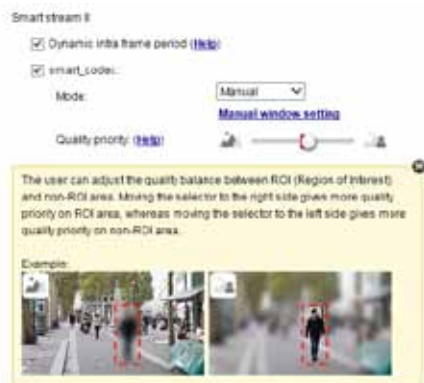 Smart stream II
Dynamic intra frame period (Help)
smart_codec:
Mode:
Manual
Manual window setting
Quality priority: (Help)
The user can adjust the quality balance between ROI (Region of Interest)
and non-ROI area. Moving the selector to the right side gives more quality
priority on ROI area, whereas moving the selector to the left side gives more
quality priority on non-ROI area.
Example: